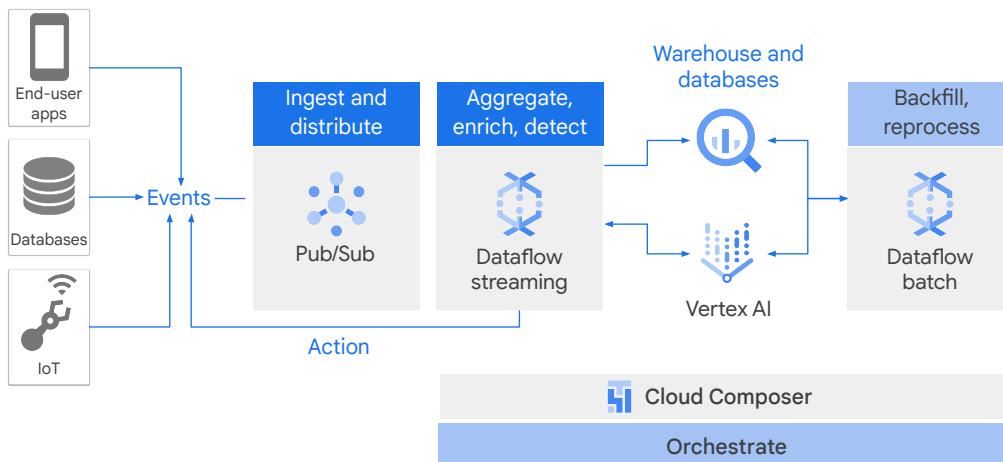 End-user
apps
Databases
IoT
Events
Ingest and
distribute
Pub/Sub
Aggregate,
enrich, detect
Dataflow
streaming
Action
Warehouse and
databases
Vertex AI
Backfill,
reprocess
Dataflow
batch
Cloud Composer
Orchestrate